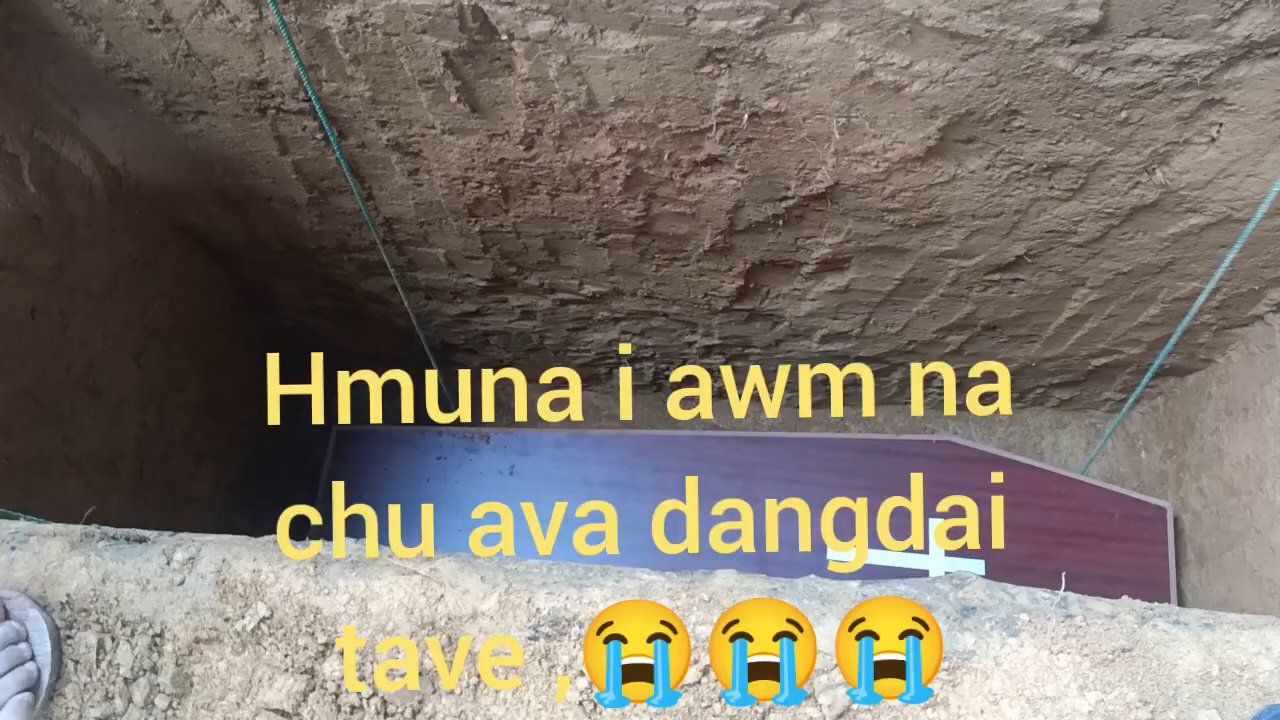 Hmuna i awm na
chu ava dangdai
tave ,😭😭😭